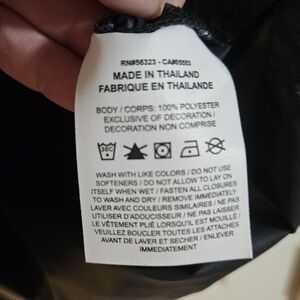 RN#56323 - CA#05553
MADE IN THAILAND
FABRIQUE EN THAILANDE
BODY / CORPS: 100% POLYESTER
EXCLUSIVE OF DECORATION /
DECORATION NON COMPRISE
30C
WASH WITH LIKE COLORS / DO NOT USE
SOFTENERS / DO NOT ALLOW TO LAY ON
ITSELF WHEN WET / FASTEN ALL CLOSURES
TO WASH AND DRY / REMOVE IMMEDIATELY
LAVER AVEC COULEURS SIMILAIRES / NE PAS
UTILISER D'ADOUCISSEUR / NE PAS LAISSER
LE VÊTEMENT PLIÉ LORSQU'IL EST MOUILLÉ /
VEUILLEZ BOUCLER TOUTES LES ATTACHES
AVANT DE LAVER ET SECHER / ENLEVER
IMMEDIATEMENT